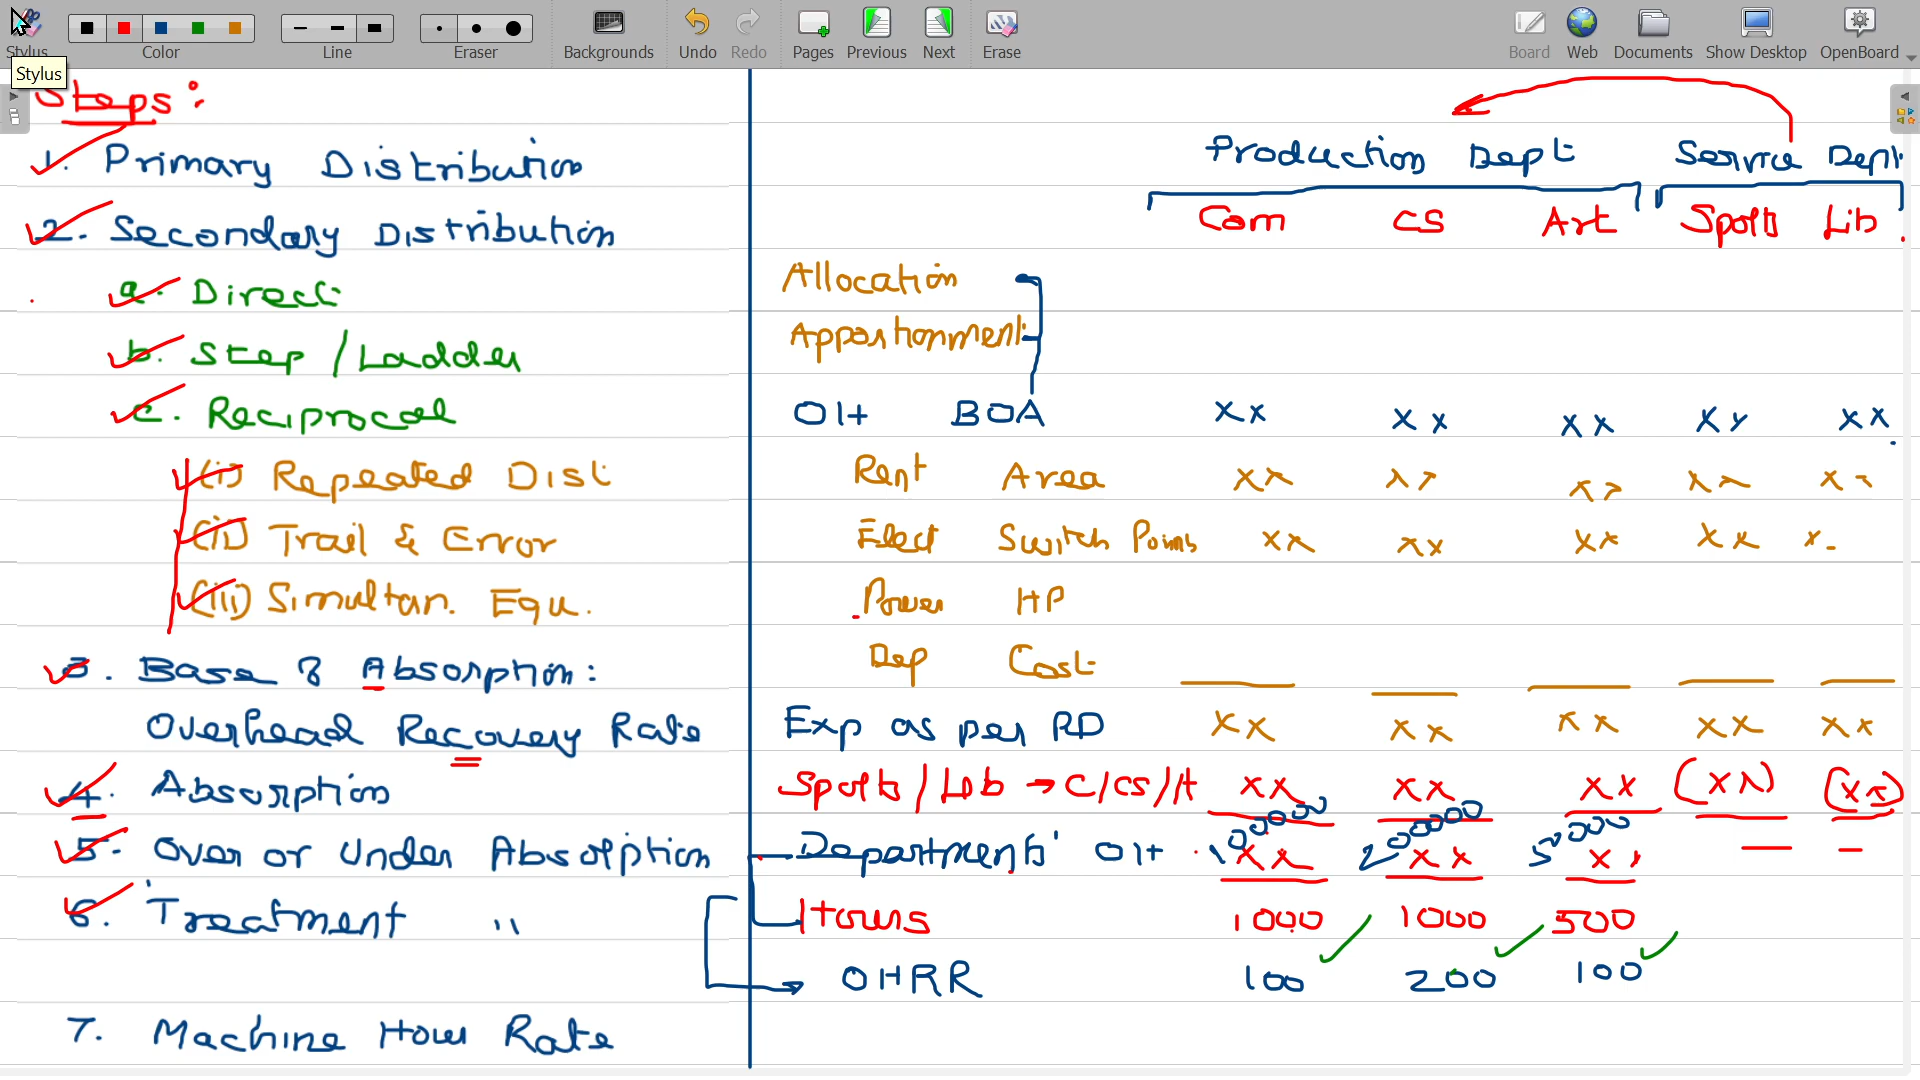 Stylus
Color
Line
Eraser
Backgrounds
Undo
Redo
Pages
Previous
Next
Erase
Board
Web
Documents
Show Desktop
OpenBoard
Stylus
Steps:
1. Primary Distribution
2. Secondary Distribution
a. Direct
b. Step / Ladder
c. Reciprocal
(i) Repeated Dist
(ii) Trail & Error
(iii) Simultan. Equ.
3. Base & Absorption:
Overhead Recovery Rate
4. Absorption
5. Over or Under Absorption
6. Treatment "
7. Machine Hour Rate
Production Dept Service Dept
Com CS Art Sports Lib
Allocation
Apportionment
OH BOA xx xx xx xx xx
Rent Area xx xx xx xx xx
Elect Switch Points xx xx xx xx x-
Power HP
Dep Cost
Exp as per RD xx xx xx xx xx
Sports / Lib → C/CS/A xx xx xx (xx) (xx)
100000 200000 50000
Departments' OH xx xx xx — —
Hours 1000 1000 500
OHRR 100 200 100